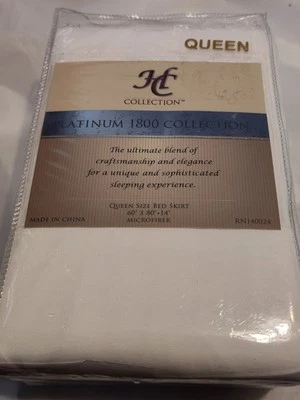 QUEEN
HC
COLLECTION™
PLATINUM 1800 COLLECTION
The ultimate blend of
craftsmanship and elegance
for a unique and sophisticated
sleeping experience.
QUEEN SIZE BED SKIRT
60" X 80"+14"
MADE IN CHINA MICROFIBER RN140024